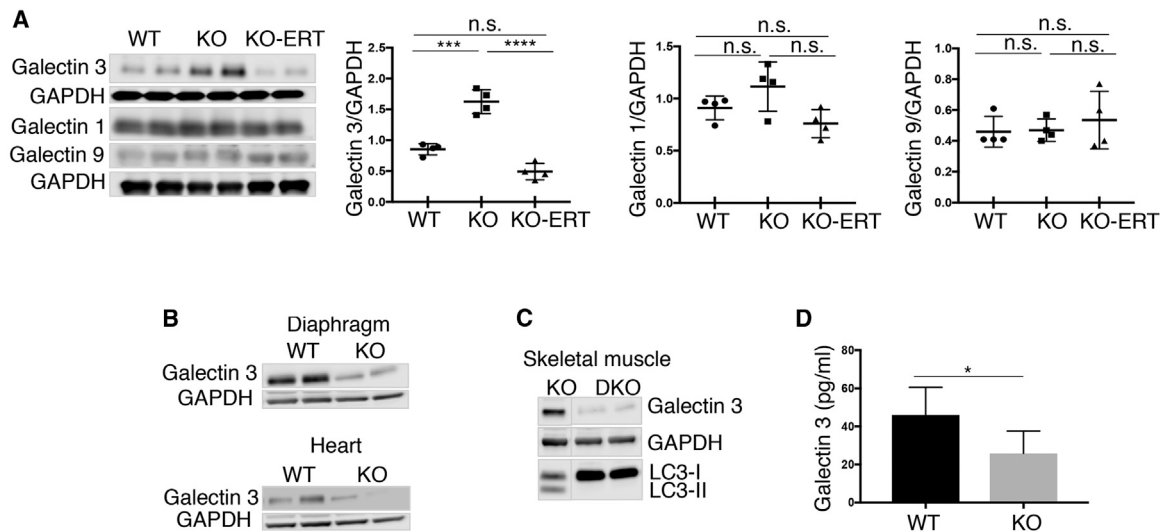 A
WT KO KO-ERT
Galectin 3
GAPDH
Galectin 1
Galectin 9
GAPDH
n.s.
*** ****
Galectin 3/GAPDH
2.5
2.0
1.5
1.0
0.5
0.0
WT KO KO-ERT
n.s.
n.s. n.s.
Galectin 1/GAPDH
1.5
1.0
0.5
0.0
WT KO KO-ERT
n.s.
n.s. n.s.
Galectin 9/GAPDH
1.0
0.8
0.6
0.4
0.2
0.0
WT KO KO-ERT
B
Diaphragm
WT KO
Galectin 3
GAPDH
Heart
WT KO
Galectin 3
GAPDH
C
Skeletal muscle
KO DKO
Galectin 3
GAPDH
LC3-I
LC3-II
D
*
Galectin 3 (pg/ml)
80
60
40
20
0
WT KO